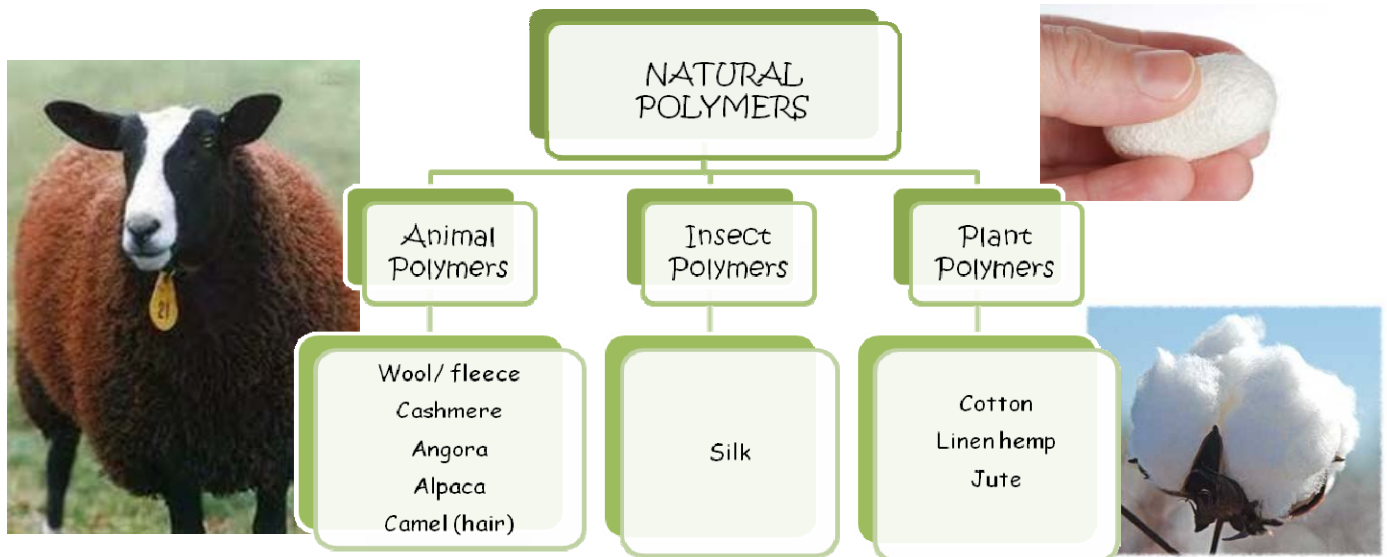 NATURAL
POLYMERS
Animal
Polymers
Insect
Polymers
Plant
Polymers
Wool/ fleece
Cashmere
Angora
Alpaca
Camel (hair)
Silk
Cotton
Linen hemp
Jute
21